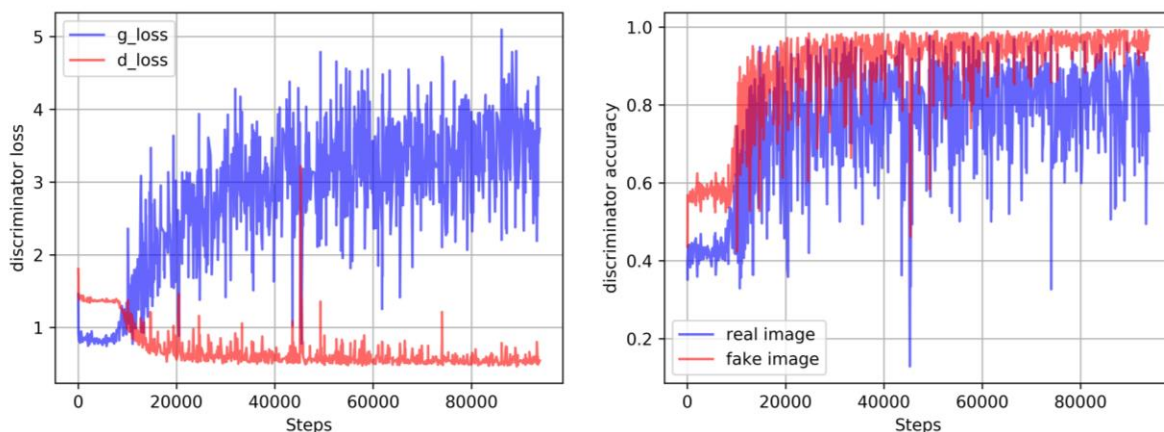 discriminator loss
5
4
3
2
1
g_loss
d_loss
0
20000
40000
60000
80000
Steps
discriminator accuracy
1.0
0.8
0.6
0.4
0.2
real image
fake image
0
20000
40000
60000
80000
Steps